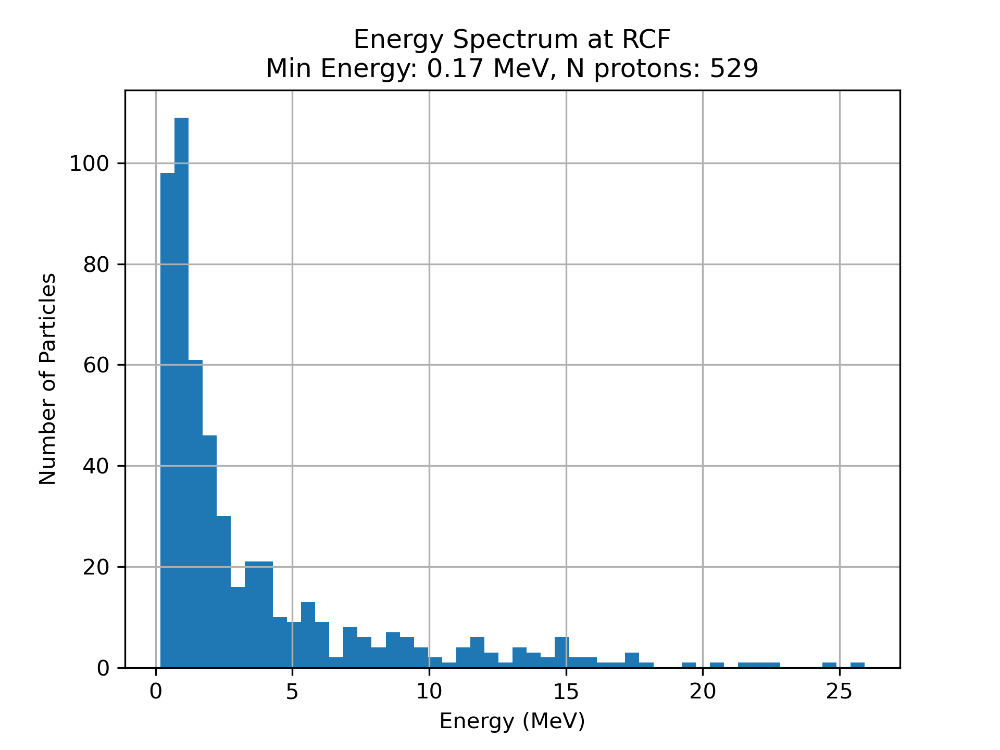 Energy Spectrum at RCF
Min Energy: 0.17 MeV, N protons: 529
Number of Particles
100
80
60
40
20
0
0 5 10 15 20 25
Energy (MeV)